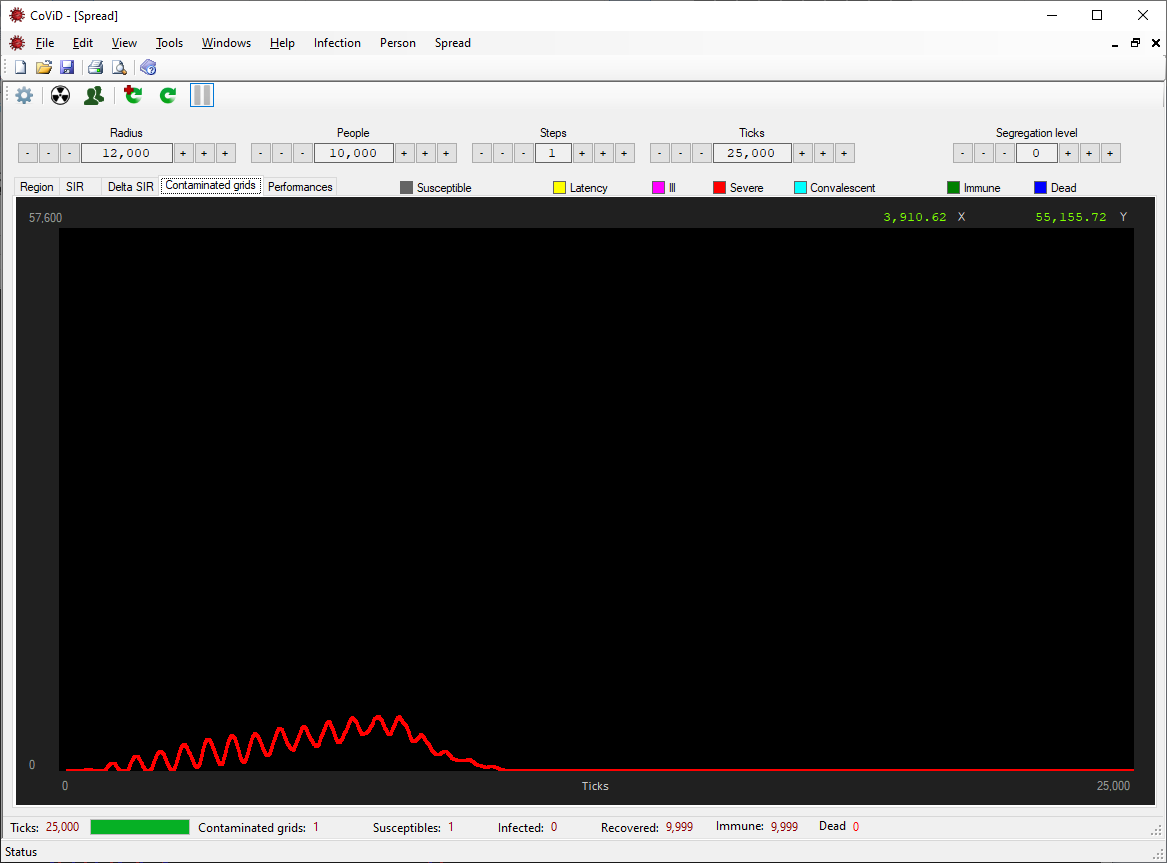 CoViD - [Spread]
File Edit View Tools Windows Help Infection Person Spread
Radius People Steps Ticks Segregation level
- - - 12,000 + + + - - - 10,000 + + + - - - 1 + + + - - - 25,000 + + + - - - 0 + + +
Region SIR Delta SIR Contaminated grids Performances Susceptible Latency Ill Severe Convalescent Immune Dead
57,600 3,910.62 X 55,155.72 Y
0
0 Ticks 25,000
Ticks: 25,000 Contaminated grids: 1 Susceptibles: 1 Infected: 0 Recovered: 9,999 Immune: 9,999 Dead 0
Status